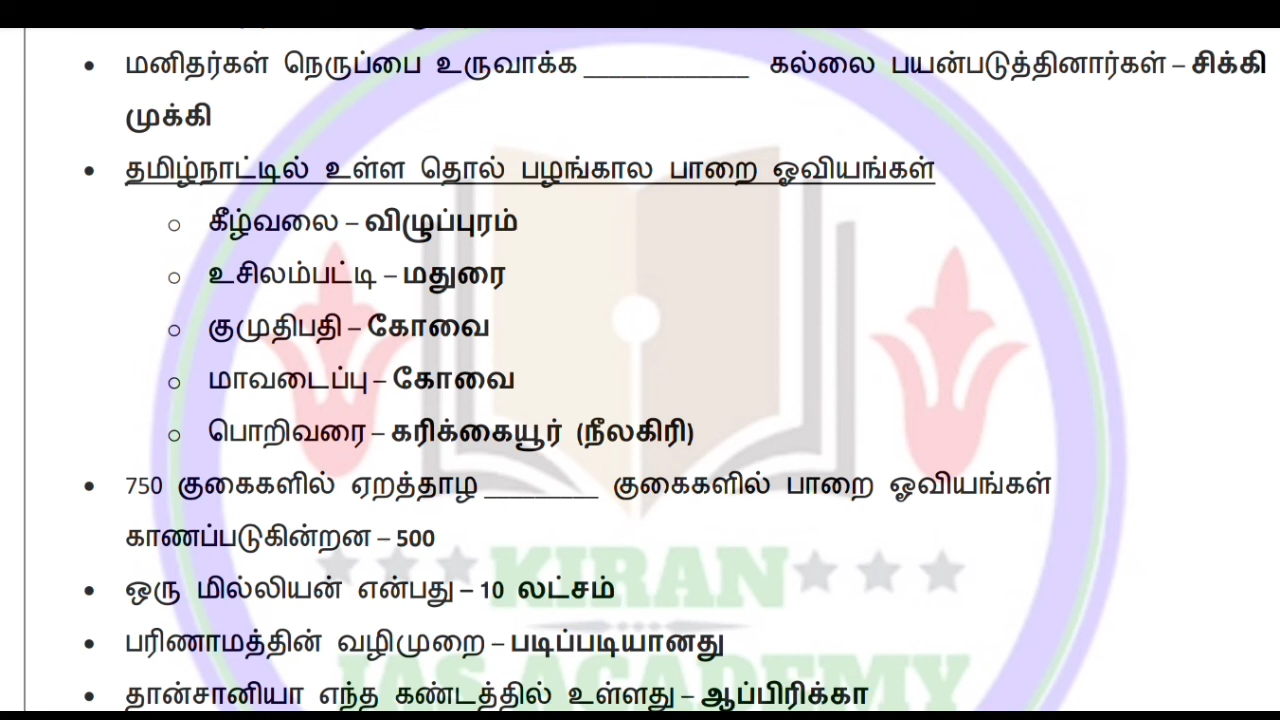 • மனிதர்கள் நெருப்பை உருவாக்க ____________ கல்லை பயன்படுத்தினார்கள் – சிக்கி
முக்கி
• தமிழ்நாட்டில் உள்ள தொல் பழங்கால பாறை ஓவியங்கள்
○ கீழ்வலை – விழுப்புரம்
○ உசிலம்பட்டி – மதுரை
○ குமுதிபதி – கோவை
○ மாவடைப்பு – கோவை
○ பொறிவரை – கரிக்கையூர் (நீலகிரி)
• 750 குகைகளில் ஏறத்தாழ _________ குகைகளில் பாறை ஓவியங்கள்
காணப்படுகின்றன – 500
• ஒரு மில்லியன் என்பது – 10 லட்சம்
• பரிணாமத்தின் வழிமுறை – படிப்படியானது
• தான்சானியா எந்த கண்டத்தில் உள்ளது – ஆப்பிரிக்கா
KIRAN
IAS ACADEMY